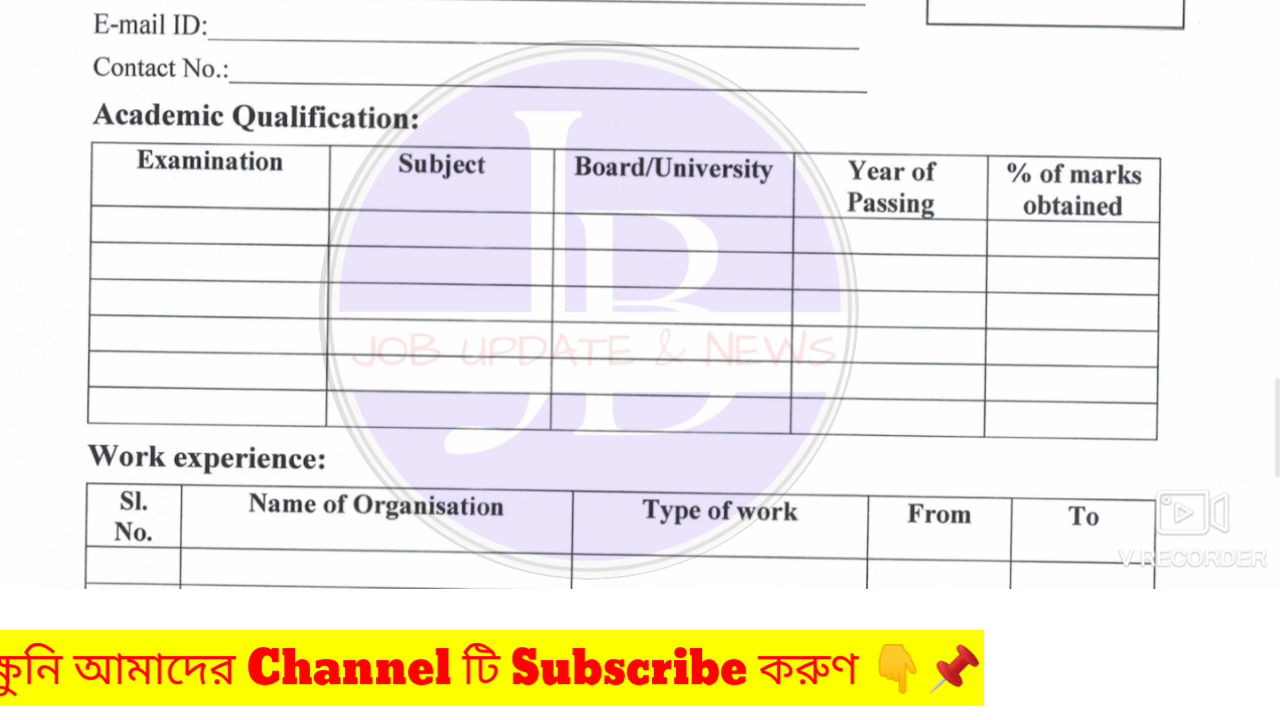 E-mail ID:
Contact No.:
Academic Qualification:
Examination Subject Board/University Year of Passing % of marks obtained
JOB UPDATE & NEWS
Work experience:
Sl. No. Name of Organisation Type of work From To
V RECORDER
ক্ষুনি আমাদের Channel টি Subscribe করুণ 👇📌